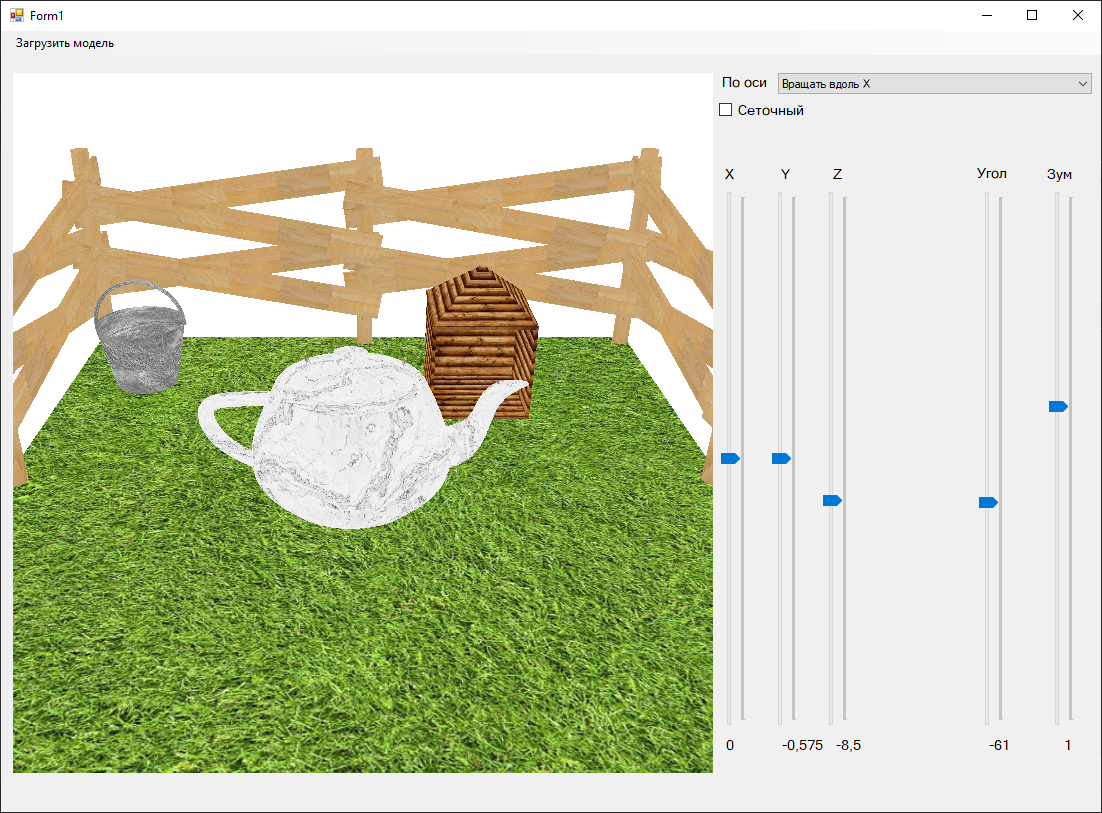 Form1
Загрузить модель
По оси Вращать вдоль X
Сеточный
X Y Z Угол Зум
0 -0,575 -8,5 -61 1